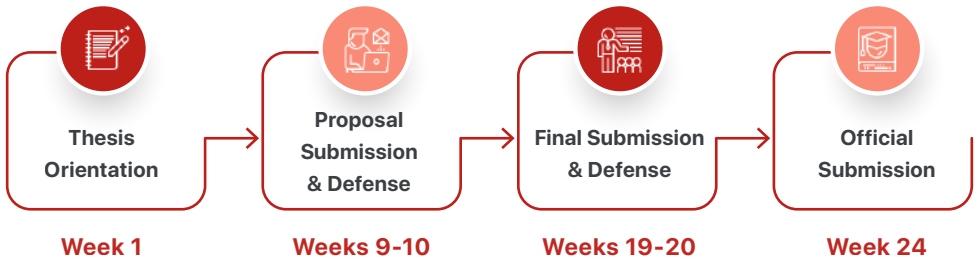 Thesis
Orientation
Proposal
Submission
& Defense
Final Submission
& Defense
Official
Submission
Week 1
Weeks 9-10
Weeks 19-20
Week 24